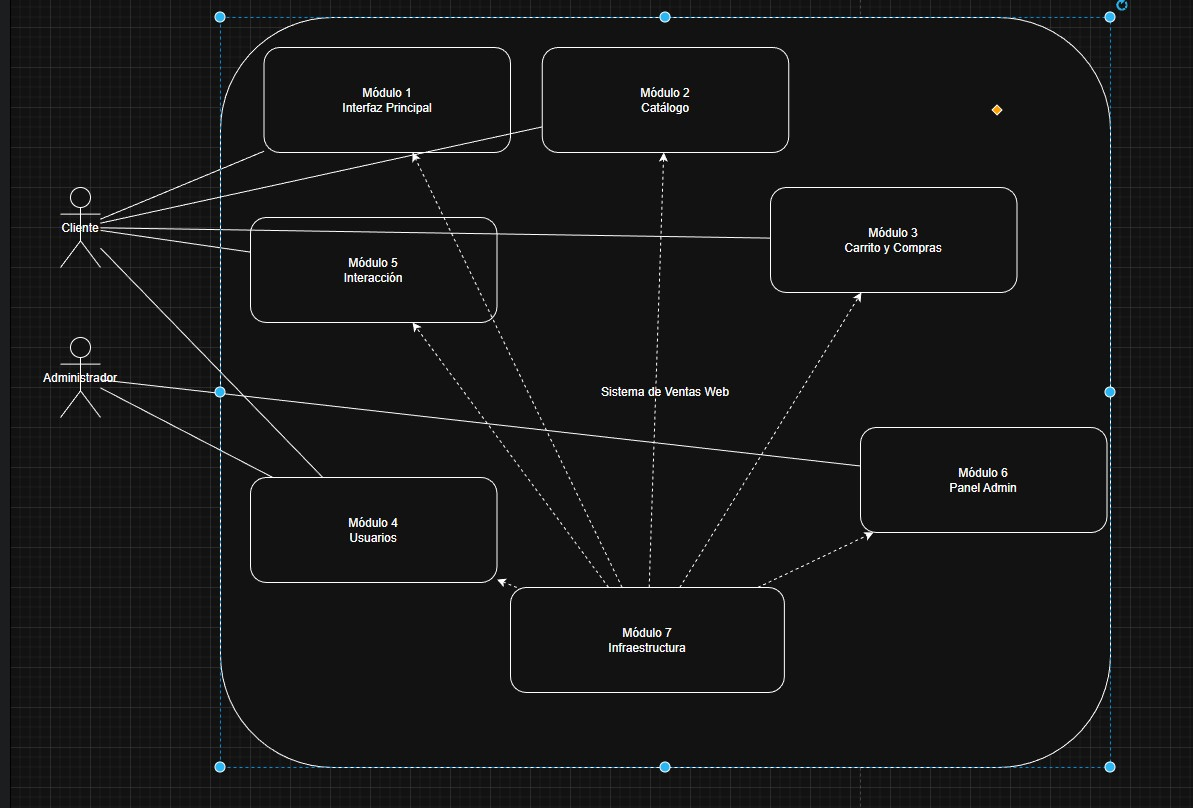 Módulo 1
Interfaz Principal
Módulo 2
Catálogo
Cliente
Módulo 3
Carrito y Compras
Módulo 5
Interacción
Administrador
Sistema de Ventas Web
Módulo 6
Panel Admin
Módulo 4
Usuarios
Módulo 7
Infraestructura